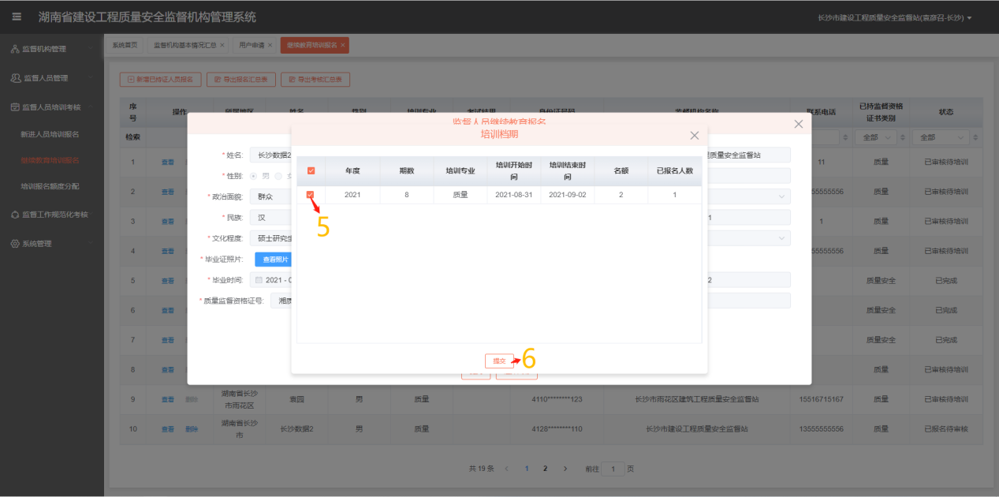 湖南省建设工程质量安全监督机构管理系统
长沙市建设工程质量安全监督站(袁彦召-长沙)
监督机构管理
监督人员管理
监督人员培训考核
新进人员培训报名
继续教育培训报名
培训报名额度分配
监督工作规范化考核
系统管理
系统首页 监督机构基本情况汇总 × 用户申请 × 继续教育培训报名 ×
新增已持证人员报名 导出报名汇总表 导出考核汇总表
序号 操作 所属地区 姓名 性别 培训专业 考试结果 身份证号码 监督机构名称 联系电话 已持监督资格证书类别 状态
检索 全部 全部
监督人员继续教育报名
培训档期
* 姓名: 长沙数据2 质量安全监督站
* 性别: 男
* 政治面貌: 群众
* 民族: 汉 1
* 文化程度: 硕士研究生
* 毕业证照片: 查看照片
* 毕业时间: 2021 - 0 2
* 质量监督资格证号: 湘质
年度 期数 培训专业 培训开始时间 培训结束时间 名额 已报名人数
2021 8 质量 2021-08-31 2021-09-02 2 1
5
提交 6
1 查看 11 质量 已审核待培训
2 查看 55555556 质量 已审核待培训
3 查看 1 质量 已审核待培训
4 查看 55555556 质量 已审核待培训
5 查看 质量安全 已完成
6 查看 质量安全 已完成
7 查看 质量安全 已完成
8 查看 质量 已审核待培训
9 查看 删除 湖南省长沙市雨花区 袁园 男 质量 4110********123 长沙市雨花区建筑工程质量安全监督站 15516715167 质量 已审核待培训
10 查看 删除 湖南省长沙市 长沙数据2 男 质量 4128********110 长沙市建设工程质量安全监督站 13555555556 质量 已报名待审核
共 19 条 < 1 2 > 前往 1 页